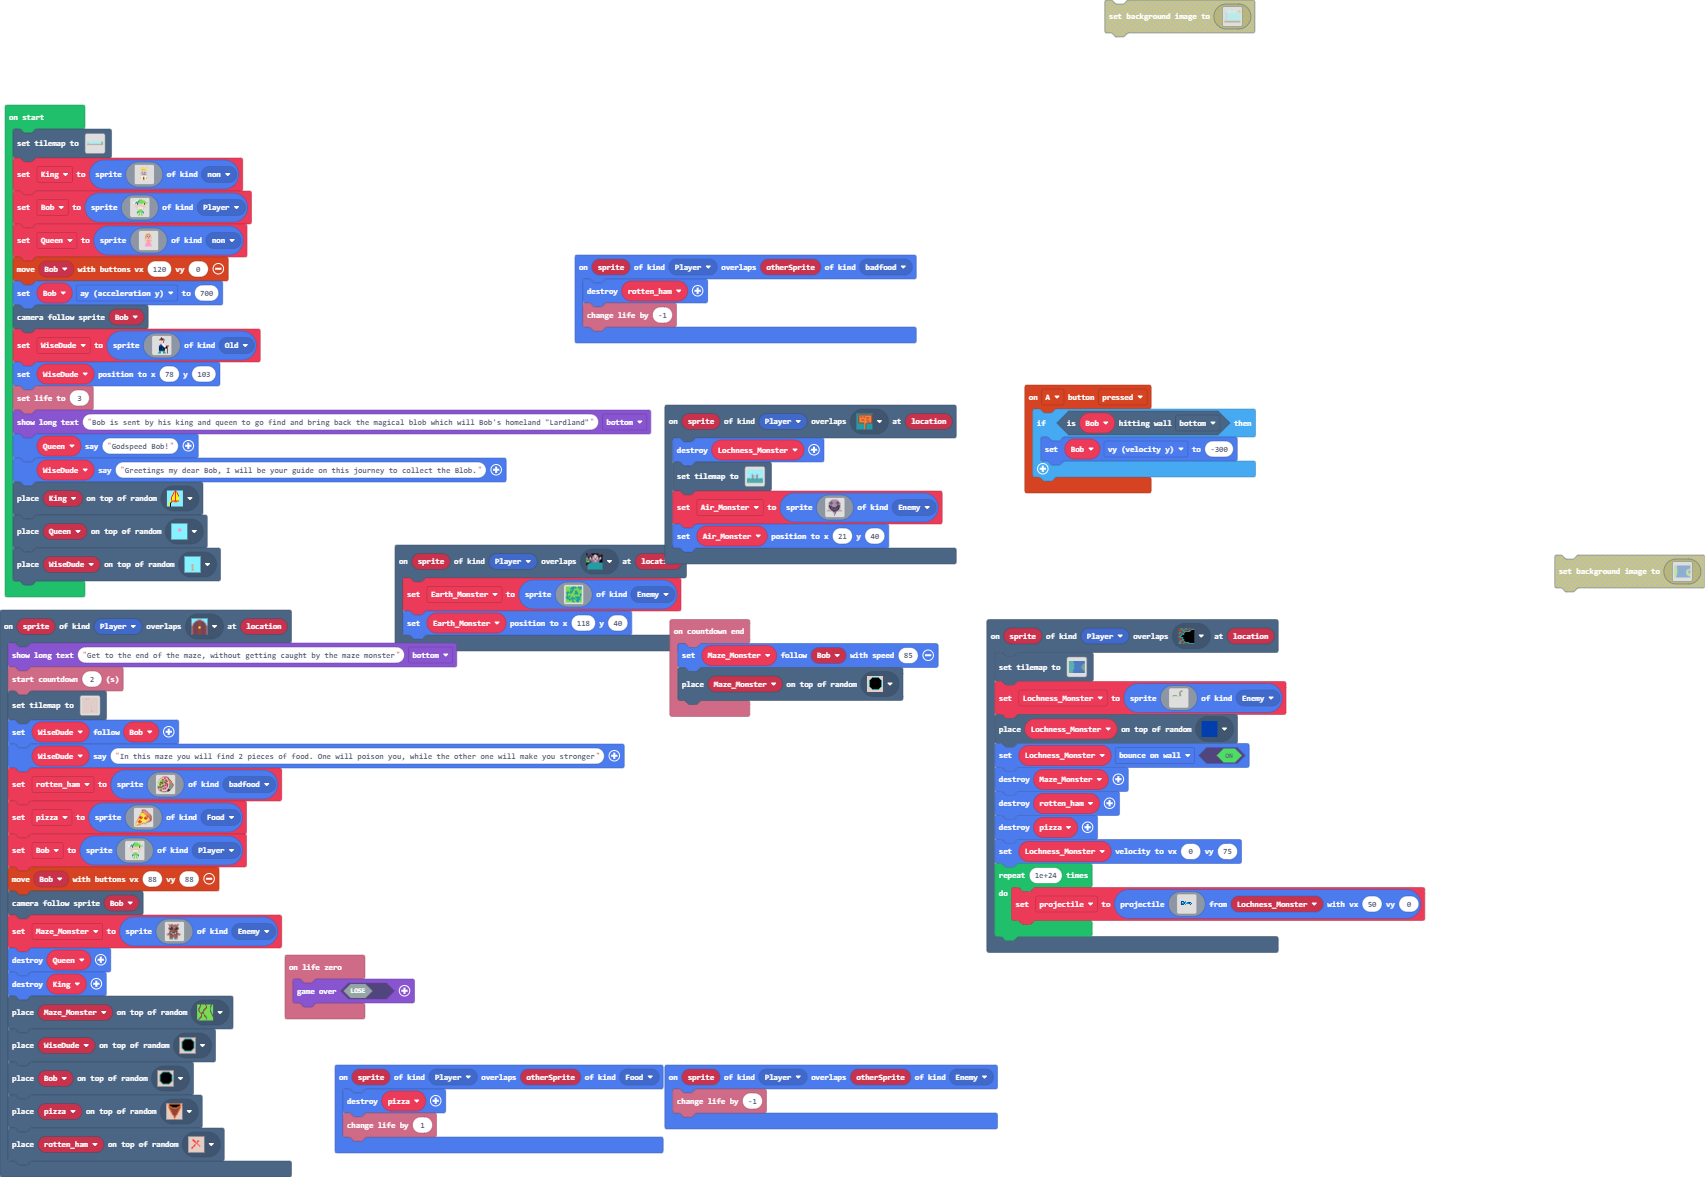 set background image to
on start
set tilemap to
set King to sprite of kind non
set Bob to sprite of kind Player
set Queen to sprite of kind non
move Bob with buttons vx 120 vy 0
set Bob ay (acceleration y) to 700
camera follow sprite Bob
set WiseDude to sprite of kind Old
set WiseDude position to x 78 y 103
set life to 3
show long text "Bob is sent by his king and queen to go find and bring back the magical blob which will Bob's homeland "Lardland"" bottom
Queen say "Godspeed Bob!"
WiseDude say "Greetings my dear Bob, I will be your guide on this journey to collect the Blob."
place King on top of random
place Queen on top of random
place WiseDude on top of random
on sprite of kind Player overlaps otherSprite of kind badfood
destroy rotten_ham
change life by -1
on sprite of kind Player overlaps at location
destroy Lochness_Monster
set tilemap to
set Air_Monster to sprite of kind Enemy
set Air_Monster position to x 21 y 40
on A button pressed
if is Bob hitting wall bottom then
set Bob vy (velocity y) to -300
on sprite of kind Player overlaps at locat
set Earth_Monster to sprite of kind Enemy
set Earth_Monster position to x 118 y 40
set background image to
on sprite of kind Player overlaps at location
show long text "Get to the end of the maze, without getting caught by the maze monster" bottom
start countdown 2 (s)
set tilemap to
set WiseDude follow Bob
WiseDude say "In this maze you will find 2 pieces of food. One will poison you, while the other one will make you stronger"
set rotten_ham to sprite of kind badfood
set pizza to sprite of kind Food
set Bob to sprite of kind Player
move Bob with buttons vx 88 vy 88
camera follow sprite Bob
set Maze_Monster to sprite of kind Enemy
destroy Queen
destroy King
place Maze_Monster on top of random
place WiseDude on top of random
place Bob on top of random
place pizza on top of random
place rotten_ham on top of random
on countdown end
set Maze_Monster follow Bob with speed 85
place Maze_Monster on top of random
on sprite of kind Player overlaps at location
set tilemap to
set Lochness_Monster to sprite of kind Enemy
place Lochness_Monster on top of random
set Lochness_Monster bounce on wall ON
destroy Maze_Monster
destroy rotten_ham
destroy pizza
set Lochness_Monster velocity to vx 0 vy 75
repeat 1e+24 times
do
set projectile to projectile from Lochness_Monster with vx 50 vy 0
on life zero
game over LOSE
on sprite of kind Player overlaps otherSprite of kind Food
destroy pizza
change life by 1
on sprite of kind Player overlaps otherSprite of kind Enemy
change life by -1